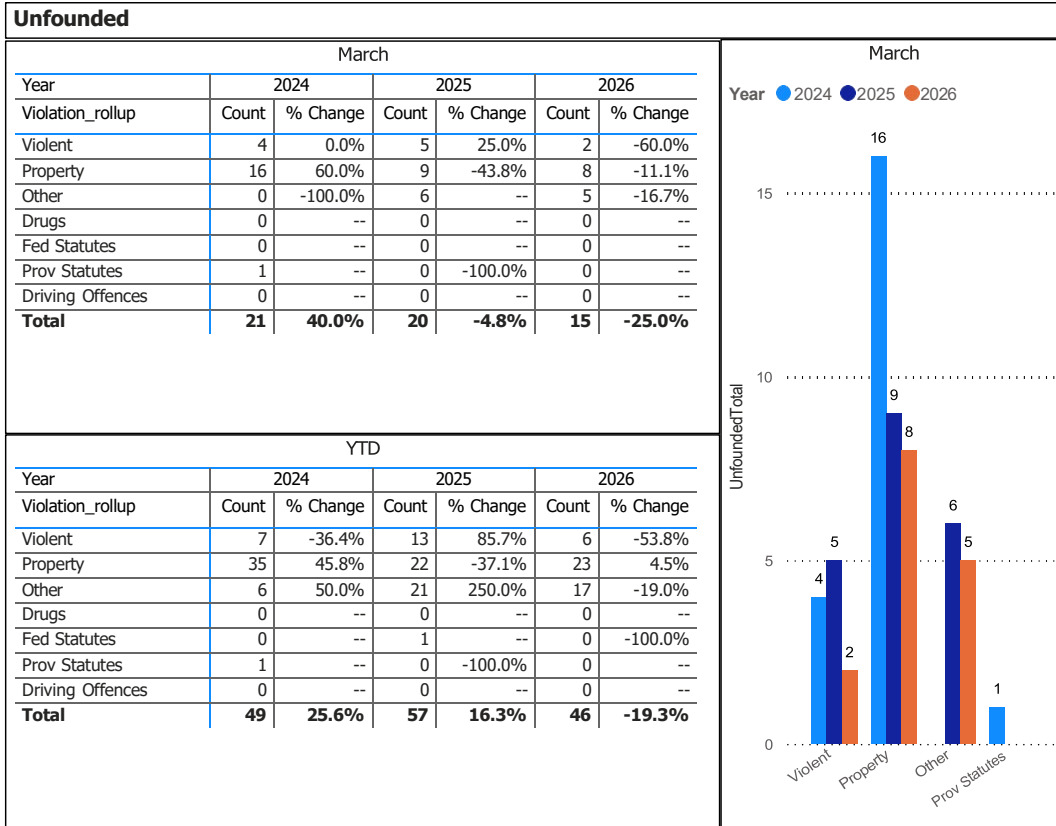 Unfounded
March
Year 2024 2025 2026
Violation_rollup Count % Change Count % Change Count % Change
Violent 4 0.0% 5 25.0% 2 -60.0%
Property 16 60.0% 9 -43.8% 8 -11.1%
Other 0 -100.0% 6 -- 5 -16.7%
Drugs 0 -- 0 -- 0 --
Fed Statutes 0 -- 0 -- 0 --
Prov Statutes 1 -- 0 -100.0% 0 --
Driving Offences 0 -- 0 -- 0 --
Total 21 40.0% 20 -4.8% 15 -25.0%
YTD
Year 2024 2025 2026
Violation_rollup Count % Change Count % Change Count % Change
Violent 7 -36.4% 13 85.7% 6 -53.8%
Property 35 45.8% 22 -37.1% 23 4.5%
Other 6 50.0% 21 250.0% 17 -19.0%
Drugs 0 -- 0 -- 0 --
Fed Statutes 0 -- 1 -- 0 -100.0%
Prov Statutes 1 -- 0 -100.0% 0 --
Driving Offences 0 -- 0 -- 0 --
Total 49 25.6% 57 16.3% 46 -19.3%
March
Year 2024 2025 2026
UnfoundedTotal
15
10
5
0
4 5 2
16 9 8
6 5
1
Violent Property Other Prov Statutes